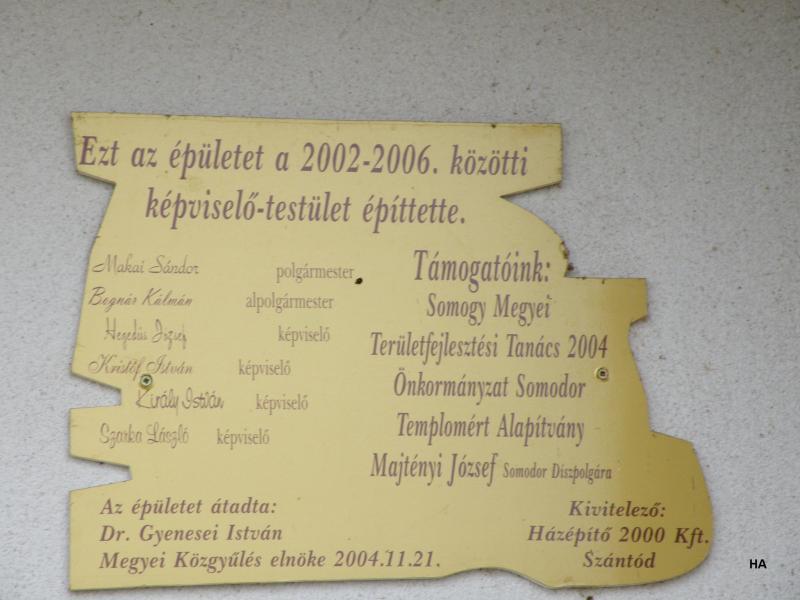 Ezt az épületet a 2002-2006. közötti
képviselő-testület építtette.
Makai Sándor polgármester
Bognár Kálmán alpolgármester
Hegedüs József képviselő
Kristóf István képviselő
Király István képviselő
Szarka László képviselő
Támogatóink:
Somogy Megyei
Területfejlesztési Tanács 2004
Önkormányzat Somodor
Templomért Alapítvány
Majtényi József Somodor Díszpolgára
Az épületet átadta:
Dr. Gyenesei István
Megyei Közgyűlés elnöke 2004.11.21.
Kivitelező:
Házépítő 2000 Kft.
Szántód
HA